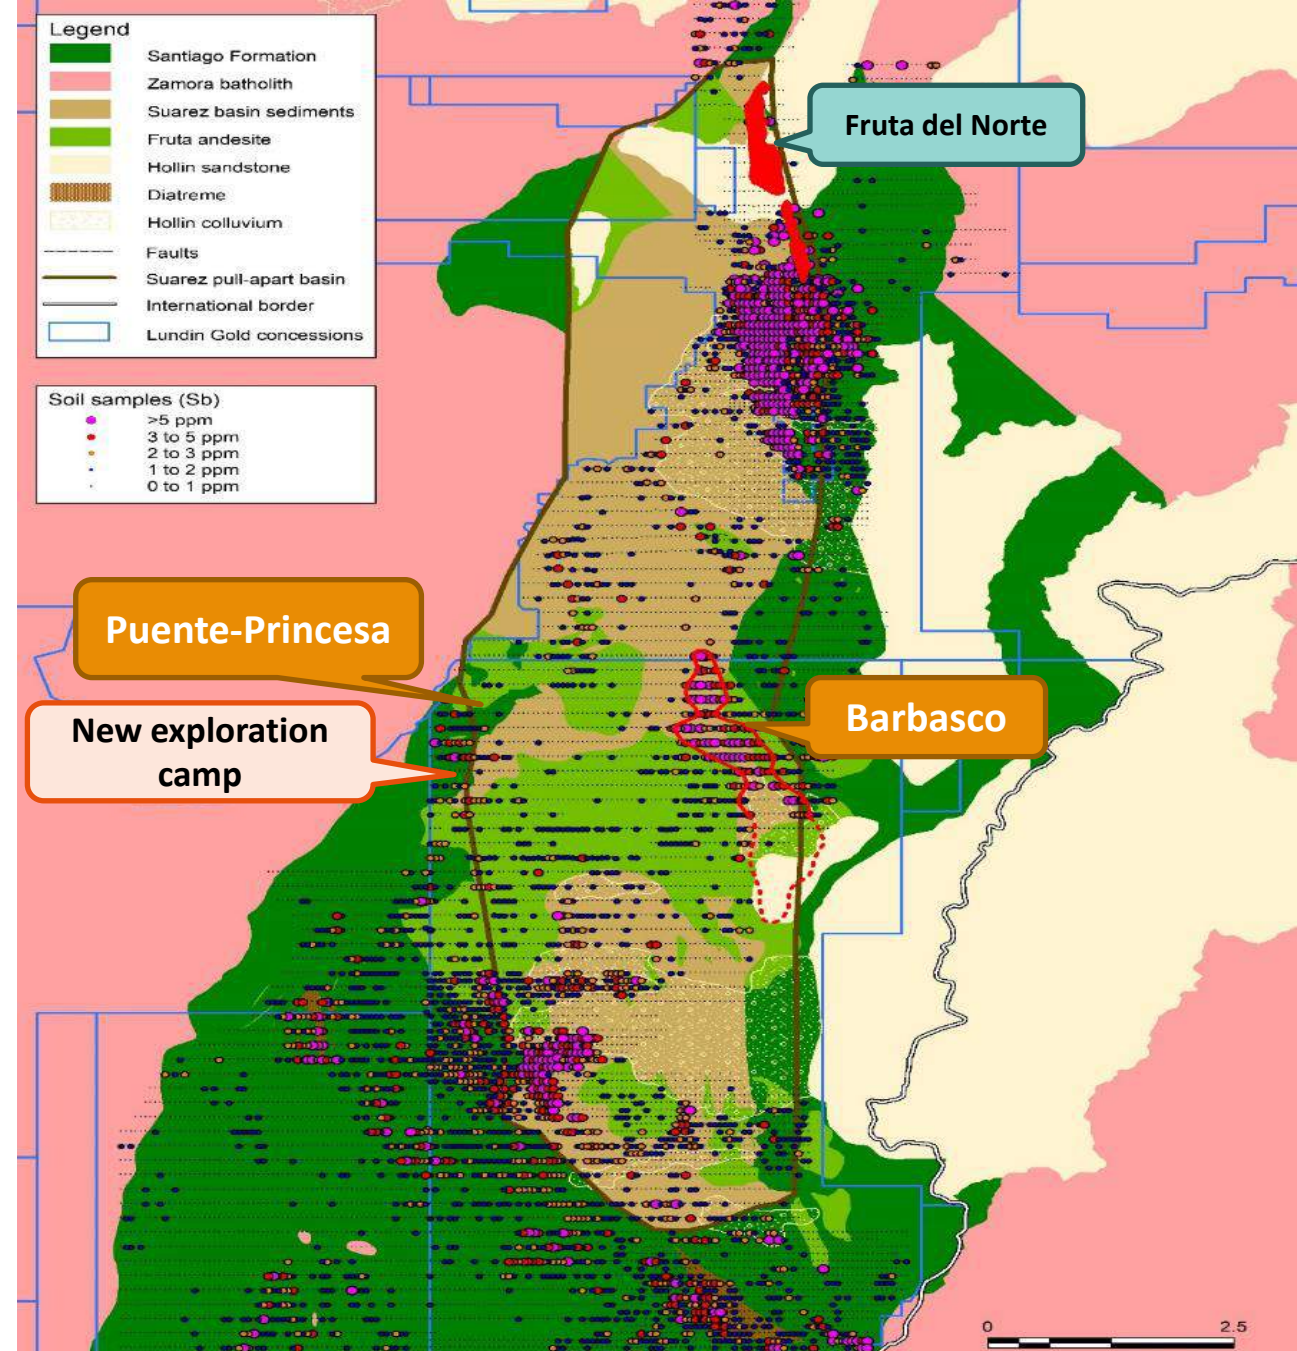 Legend
Santiago Formation
Zamora batholith
Suarez basin sediments
Fruta andesite
Hollin sandstone
Diatreme
Hollin colluvium
Faults
Suarez pull-apart basin
International border
Lundin Gold concessions
Soil samples (Sb)
>5 ppm
3 to 5 ppm
2 to 3 ppm
1 to 2 ppm
0 to 1 ppm
Fruta del Norte
Puente-Princesa
New exploration
camp
Barbasco
0 2.5